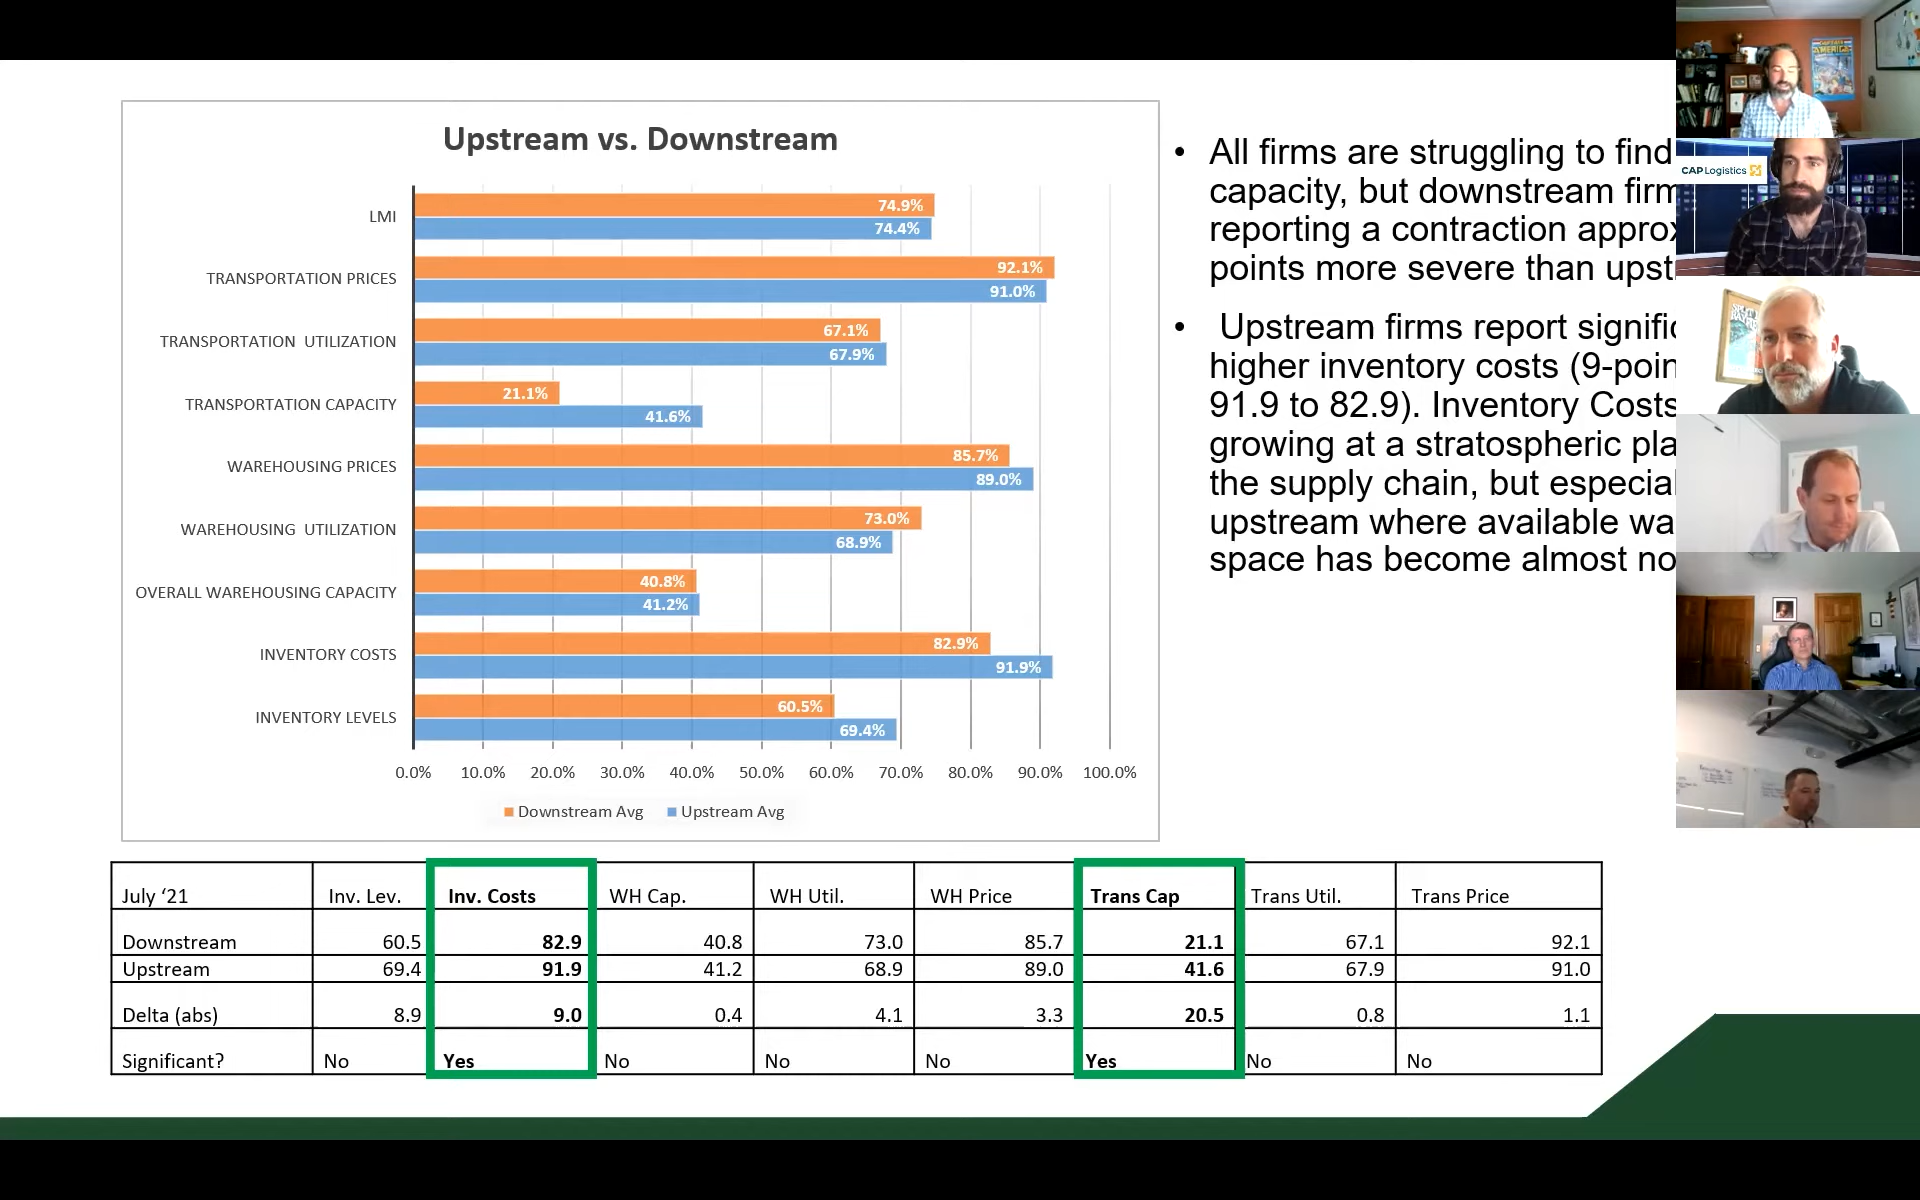 Upstream vs. Downstream
LMI
74.9%
74.4%
TRANSPORTATION PRICES
92.1%
91.0%
TRANSPORTATION UTILIZATION
67.1%
67.9%
TRANSPORTATION CAPACITY
21.1%
41.6%
WAREHOUSING PRICES
85.7%
89.0%
WAREHOUSING UTILIZATION
73.0%
68.9%
OVERALL WAREHOUSING CAPACITY
40.8%
41.2%
INVENTORY COSTS
82.9%
91.9%
INVENTORY LEVELS
60.5%
69.4%
0.0% 10.0% 20.0% 30.0% 40.0% 50.0% 60.0% 70.0% 80.0% 90.0% 100.0%
Downstream Avg Upstream Avg
• All firms are struggling to find
capacity, but downstream firm
reporting a contraction approx
points more severe than upst
• Upstream firms report signific
higher inventory costs (9-poin
91.9 to 82.9). Inventory Costs
growing at a stratospheric pla
the supply chain, but especial
upstream where available wa
space has become almost no
CAPTAIN
AMERICA
CAP Logistics
July ‘21 Inv. Lev. Inv. Costs WH Cap. WH Util. WH Price Trans Cap Trans Util. Trans Price
Downstream 60.5 82.9 40.8 73.0 85.7 21.1 67.1 92.1
Upstream 69.4 91.9 41.2 68.9 89.0 41.6 67.9 91.0
Delta (abs) 8.9 9.0 0.4 4.1 3.3 20.5 0.8 1.1
Significant? No Yes No No No Yes No No